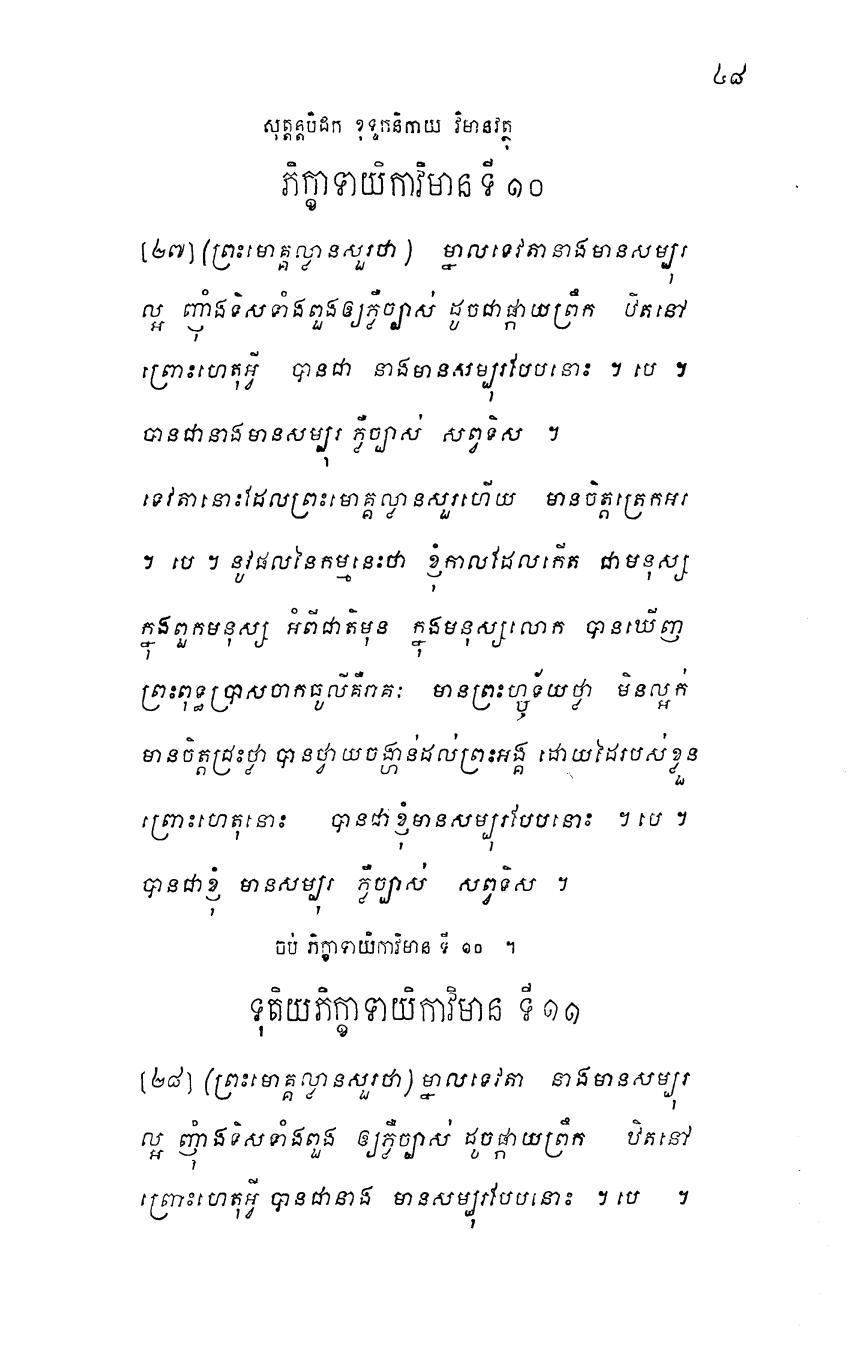 ៤៨
សុត្តន្តបិដក ខុទ្ទកនិកាយ វិមានវត្ថុ
ភិក្ខាទាយិកាវិមាន ទី ១០
[២៧] (ព្រះមោគ្គល្លានសួរថា) ម្នាលទេវតានាងមានសម្បុរ
ល្អ ញ៉ាំងទិសទាំងពួងឲ្យភ្លឺច្បាស់ ដូចជាផ្កាយព្រឹក ឋិតនៅ
ព្រោះហេតុអ្វី បានជា នាងមានសម្បុរបែបនោះ ។ បេ ។
បានជានាងមានសម្បុរ ភ្លឺច្បាស់ សព្វទិស ។
ទេវតានោះដែលព្រះមោគ្គល្លានសួរហើយ មានចិត្តត្រេកអរ
។ បេ ។ នូវផលនៃកម្មនេះថា ខ្ញុំកាលដែលកើត ជាមនុស្ស
ក្នុងពួកមនុស្ស អំពីជាតិមុន ក្នុងមនុស្សលោក បានឃើញ
ព្រះពុទ្ធប្រាសចាកធូលីគឺរាគៈ មានព្រះហ្ឫទ័យថ្លា មិនល្អក់
មានចិត្តជ្រះថ្លា បានថ្វាយចង្ហាន់ដល់ព្រះអង្គ ដោយដៃរបស់ខ្លួន
ព្រោះហេតុនោះ បានជាខ្ញុំមានសម្បុរបែបនោះ ។ បេ ។
បានជាខ្ញុំ មានសម្បុរ ភ្លឺច្បាស់ សព្វទិស ។
ចប់ ភិក្ខាទាយិកាវិមាន ទី ១០ ។
ទុតិយភិក្ខាទាយិកាវិមាន ទី ១១
[២៨] (ព្រះមោគ្គល្លានសួរថា) ម្នាលទេវតា នាងមានសម្បុរ
ល្អ ញុំាងទិសទាំងពួង ឲ្យភ្លឺច្បាស់ ដូចផ្កាយព្រឹក ឋិតនៅ
ព្រោះហេតុអ្វី បានជានាង មានសម្បុរបែបនោះ ។ បេ ។